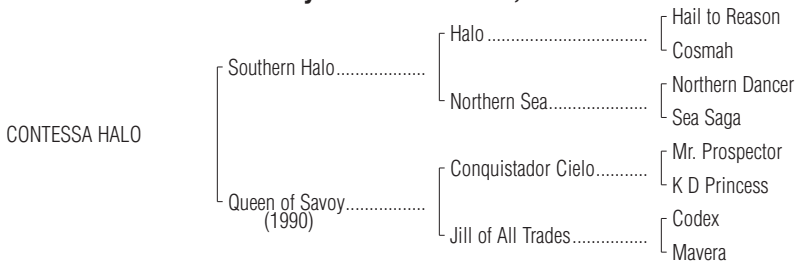 Hail to Reason
Halo ................................
Cosmah
Southern Halo...................
Northern Dancer
Northern Sea....................
Sea Saga
CONTESSA HALO
Mr. Prospector
Conquistador Cielo..........
K D Princess
Queen of Savoy.................
(1990)
Codex
Jill of All Trades...............
Mavera